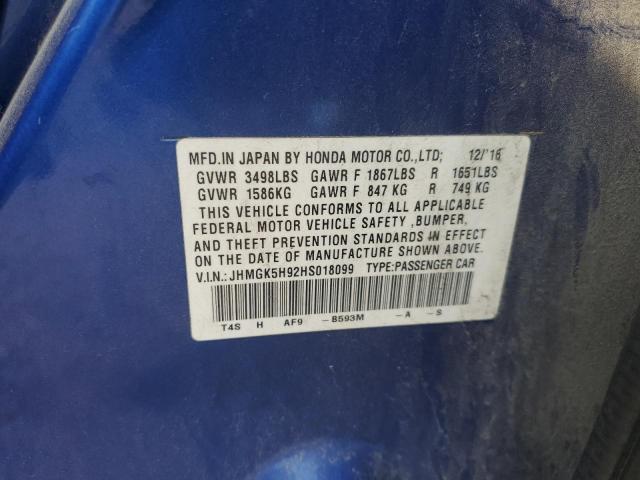 MFD.IN JAPAN BY HONDA MOTOR CO.,LTD; 12/'16
GVWR 3498LBS GAWR F 1867LBS R 1651LBS
GVWR 1586KG GAWR F 847 KG R 749 KG
THIS VEHICLE CONFORMS TO ALL APPLICABLE
FEDERAL MOTOR VEHICLE SAFETY ,BUMPER,
AND THEFT PREVENTION STANDARDS IN EFFECT
ON THE DATE OF MANUFACTURE SHOWN ABOVE.
V.I.N.: JHMGK5H92HS018099 TYPE:PASSENGER CAR
T4S H AF9 -B593M -A -S